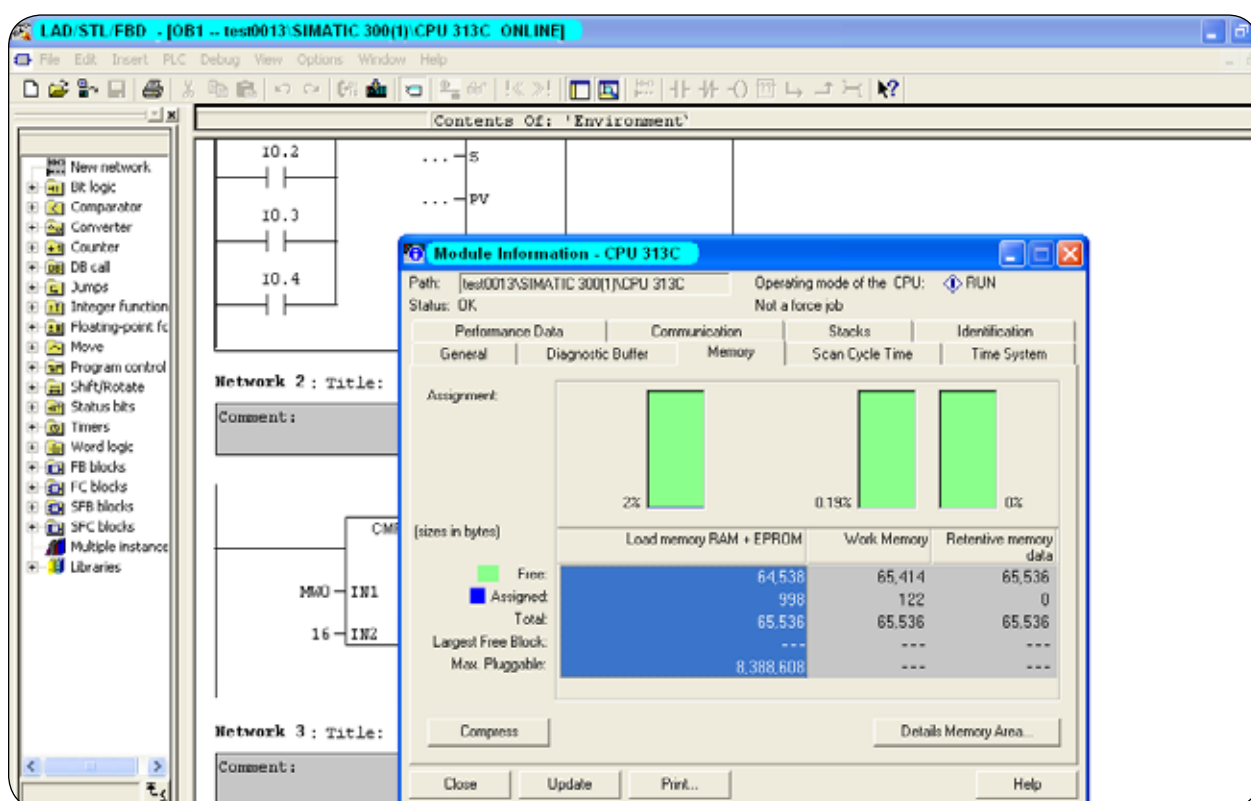 LAD/STL/FBD - [OB1 -- test0013\SIMATIC 300(1)\CPU 313C ONLINE]
File Edit Insert PLC Debug View Options Window Help
Contents Of: 'Environment'
New network
Bit logic
Comparator
Converter
Counter
DB call
Jumps
Integer function
Floating-point fc
Move
Program control
Shift/Rotate
Status bits
Timers
Word logic
FB blocks
FC blocks
SFB blocks
SFC blocks
Multiple instance
Libraries
I0.2
... S
... PV
I0.3
I0.4
Network 2 : Title:
Comment:
CMP
MW0 IN1
16 IN2
Network 3 : Title:
Comment:
Module Information - CPU 313C
Path: test0013\SIMATIC 300(1)\CPU 313C Operating mode of the CPU: RUN
Status: OK Not a force job
Performance Data Communication Stacks Identification
General Diagnostic Buffer Memory Scan Cycle Time Time System
Assignment:
2% 0.19% 0%
(sizes in bytes)
Load memory RAM + EPROM Work Memory Retentive memory data
Free: 64,538 65,414 65,536
Assigned: 998 122 0
Total: 65,536 65,536 65,536
Largest Free Block: --- --- ---
Max. Pluggable: 8,388,608 --- ---
Compress Details Memory Area...
Close Update Print... Help